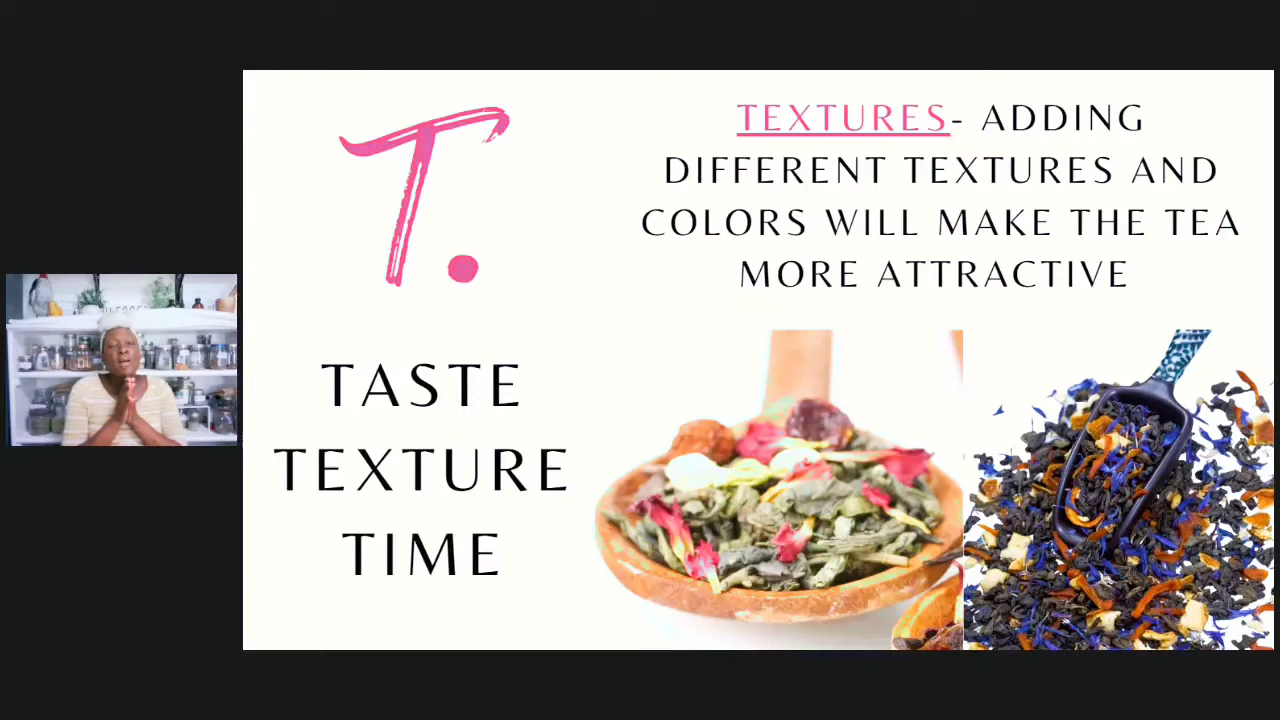 T.
TASTE
TEXTURE
TIME
TEXTURES- ADDING
DIFFERENT TEXTURES AND
COLORS WILL MAKE THE TEA
MORE ATTRACTIVE